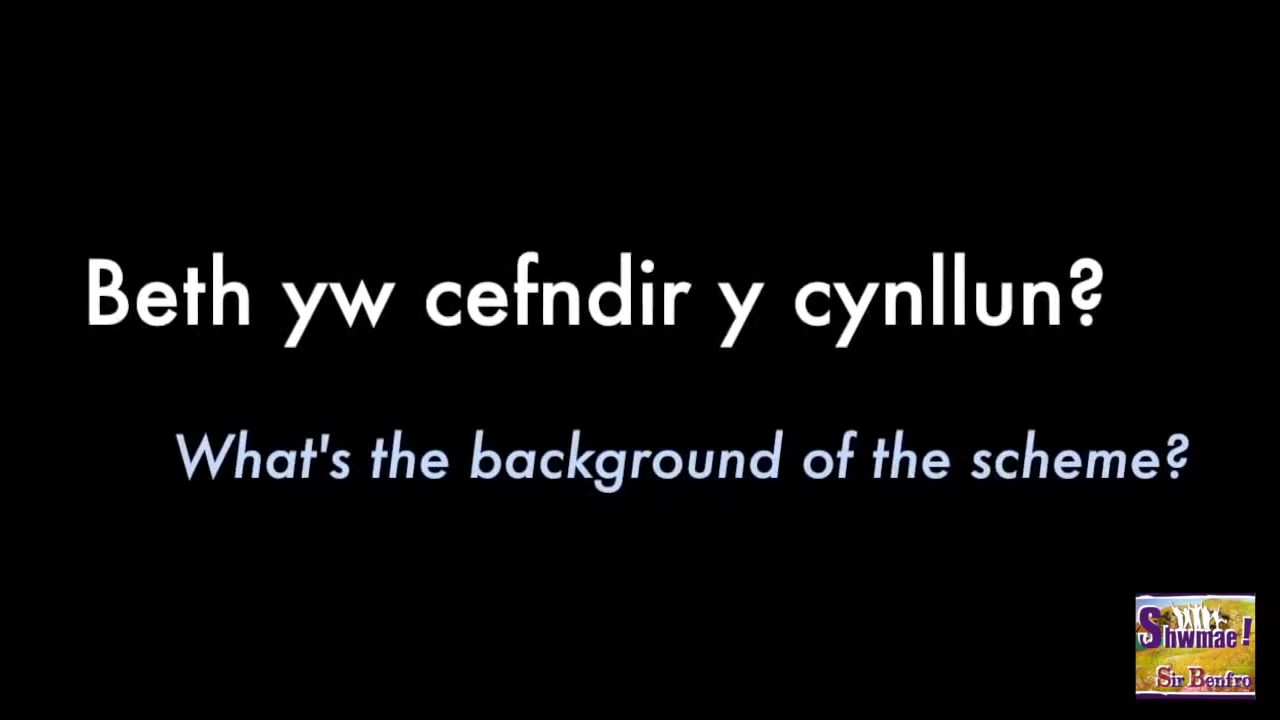 Beth yw cefndir y cynllun?
What's the background of the scheme?
Shwmae!
Sir Benfro